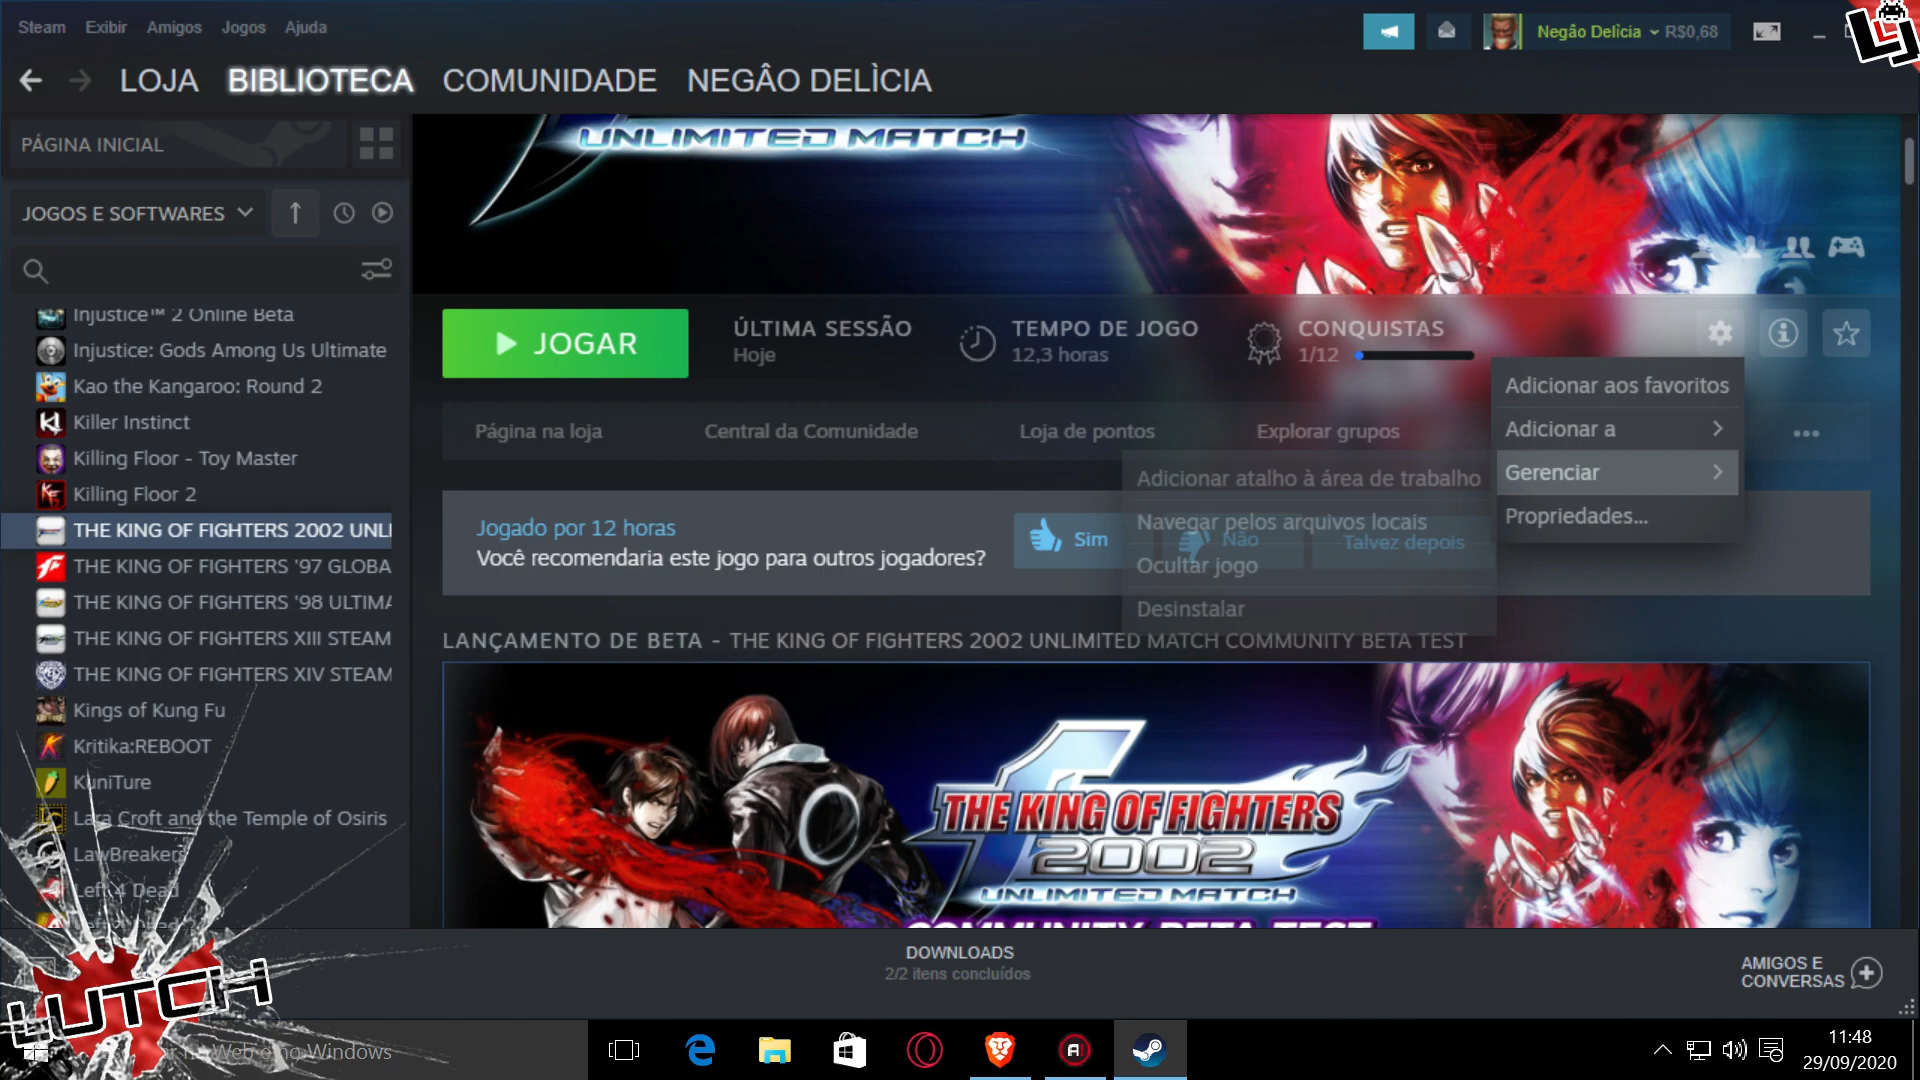 Steam Exibir Amigos Jogos Ajuda
Negâo Delìcia R$0,68
LOJA BIBLIOTECA COMUNIDADE NEGÂO DELÌCIA
PÁGINA INICIAL
UNLIMITED MATCH
JOGOS E SOFTWARES
Injustice™ 2 Online Beta
Injustice: Gods Among Us Ultimate
Kao the Kangaroo: Round 2
Killer Instinct
Killing Floor - Toy Master
Killing Floor 2
THE KING OF FIGHTERS 2002 UNLI
THE KING OF FIGHTERS '97 GLOBA
THE KING OF FIGHTERS '98 ULTIMA
THE KING OF FIGHTERS XIII STEAM
THE KING OF FIGHTERS XIV STEAM
Kings of Kung Fu
Kritika:REBOOT
KuniTure
Lara Croft and the Temple of Osiris
LawBreakers
Left 4 Dead
JOGAR
ÚLTIMA SESSÃO
Hoje
TEMPO DE JOGO
12,3 horas
CONQUISTAS
1/12
Adicionar aos favoritos
Adicionar a
Gerenciar
Propriedades...
Página na loja Central da Comunidade Loja de pontos Explorar grupos
Adicionar atalho à área de trabalho
Navegar pelos arquivos locais
Ocultar jogo
Desinstalar
Jogado por 12 horas
Você recomendaria este jogo para outros jogadores?
Sim Não Talvez depois
LANÇAMENTO DE BETA - THE KING OF FIGHTERS 2002 UNLIMITED MATCH COMMUNITY BETA TEST
THE KING OF FIGHTERS
2002
UNLIMITED MATCH
COMMUNITY BETA TEST
DOWNLOADS
2/2 itens concluídos
AMIGOS E
CONVERSAS
LUTCH
Web e no Windows
11:48
29/09/2020